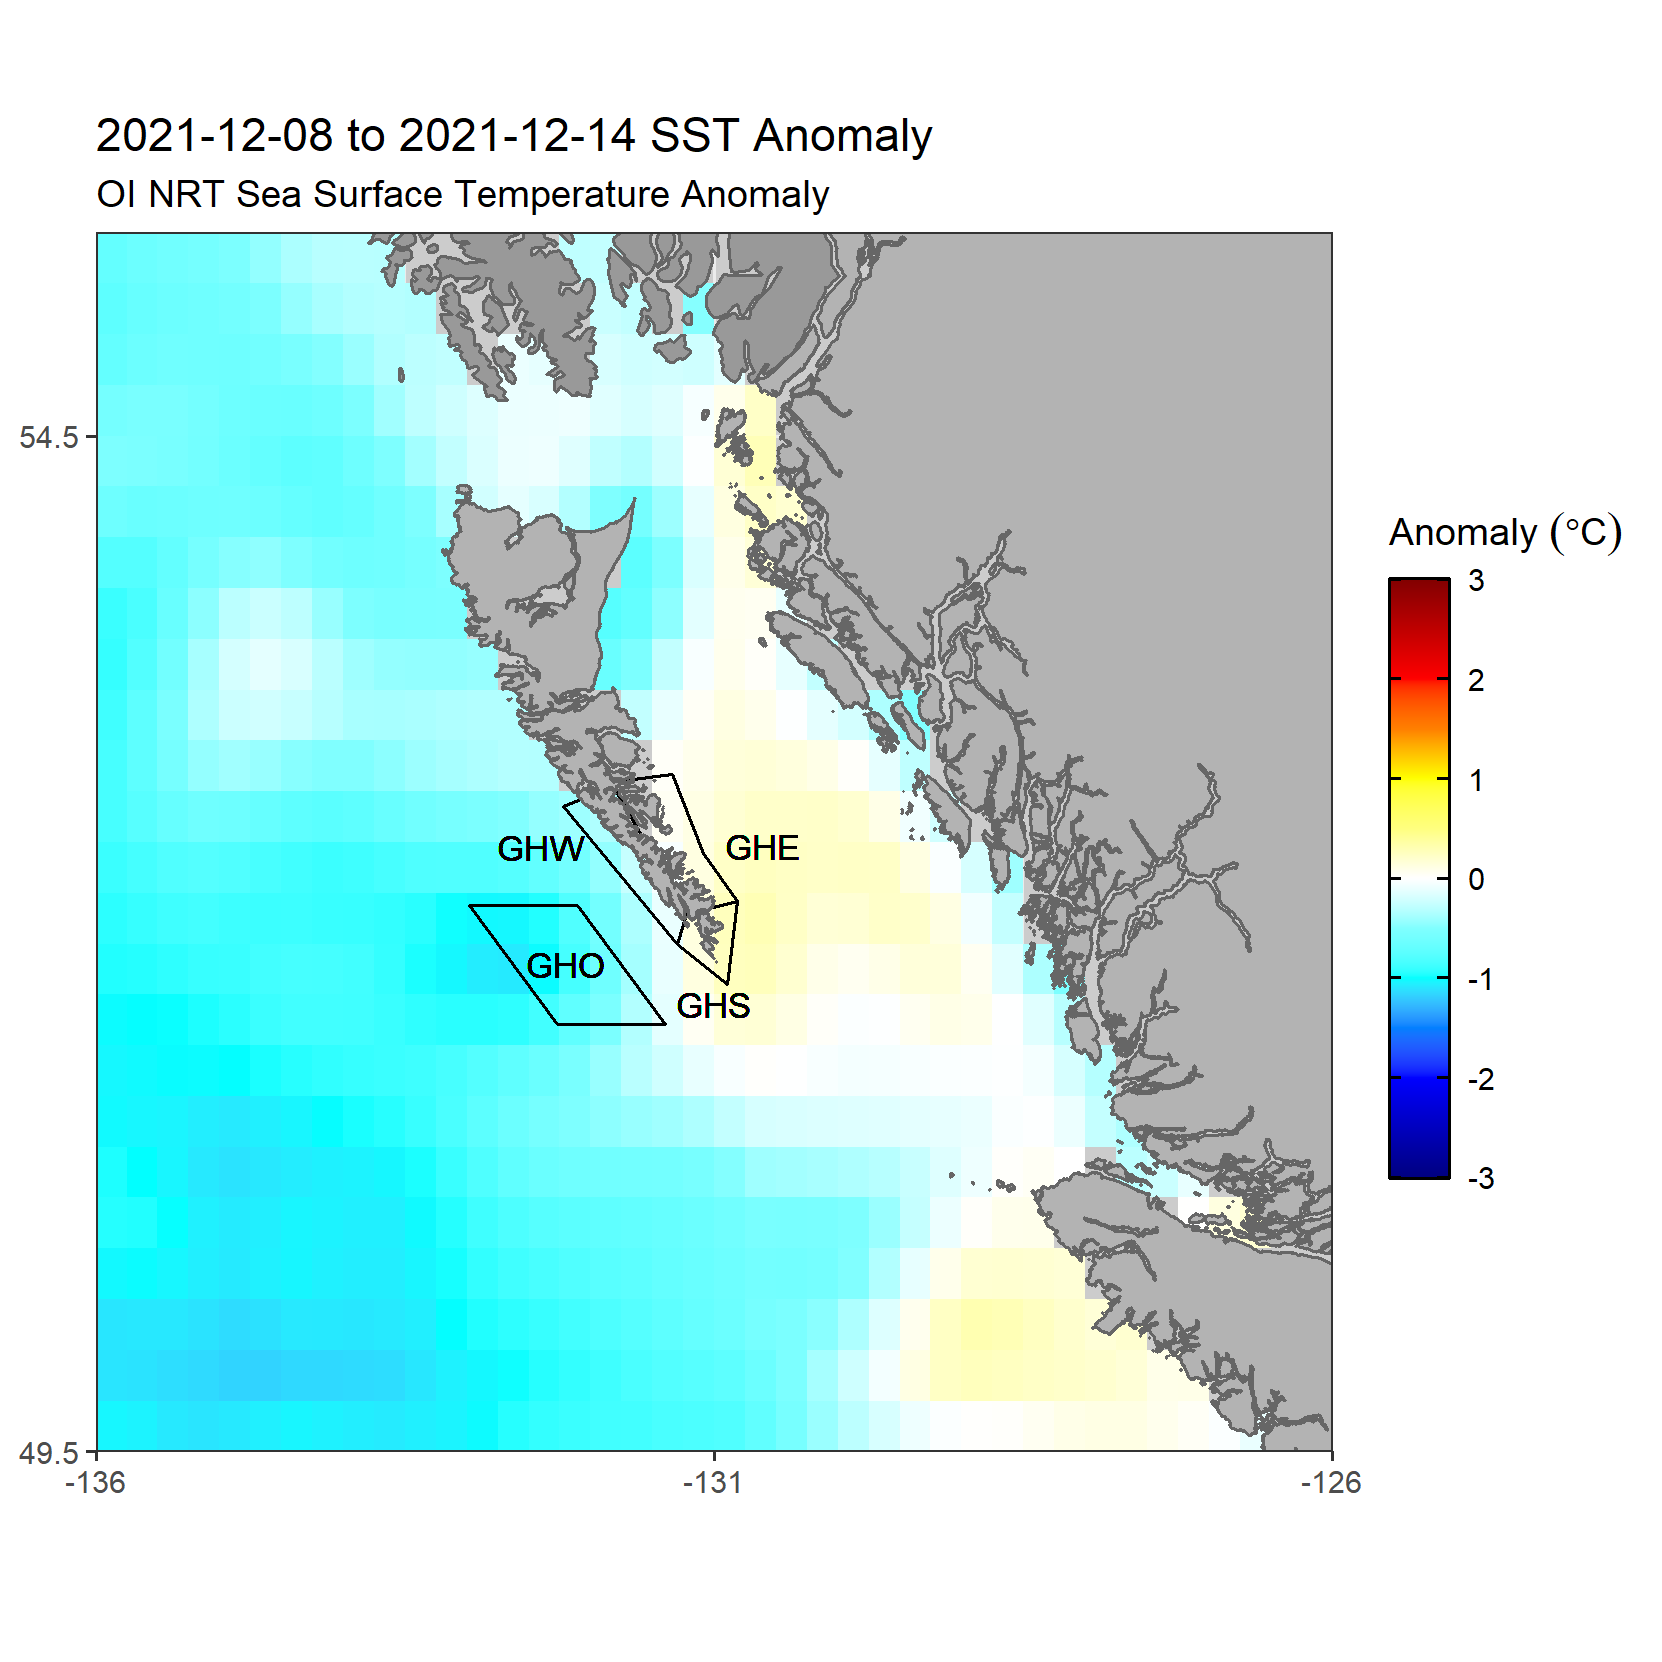 2021-12-08 to 2021-12-14 SST Anomaly
OI NRT Sea Surface Temperature Anomaly
54.5
49.5
-136
-131
-126
GHW
GHE
GHO
GHS
Anomaly (°C)
3
2
1
0
-1
-2
-3